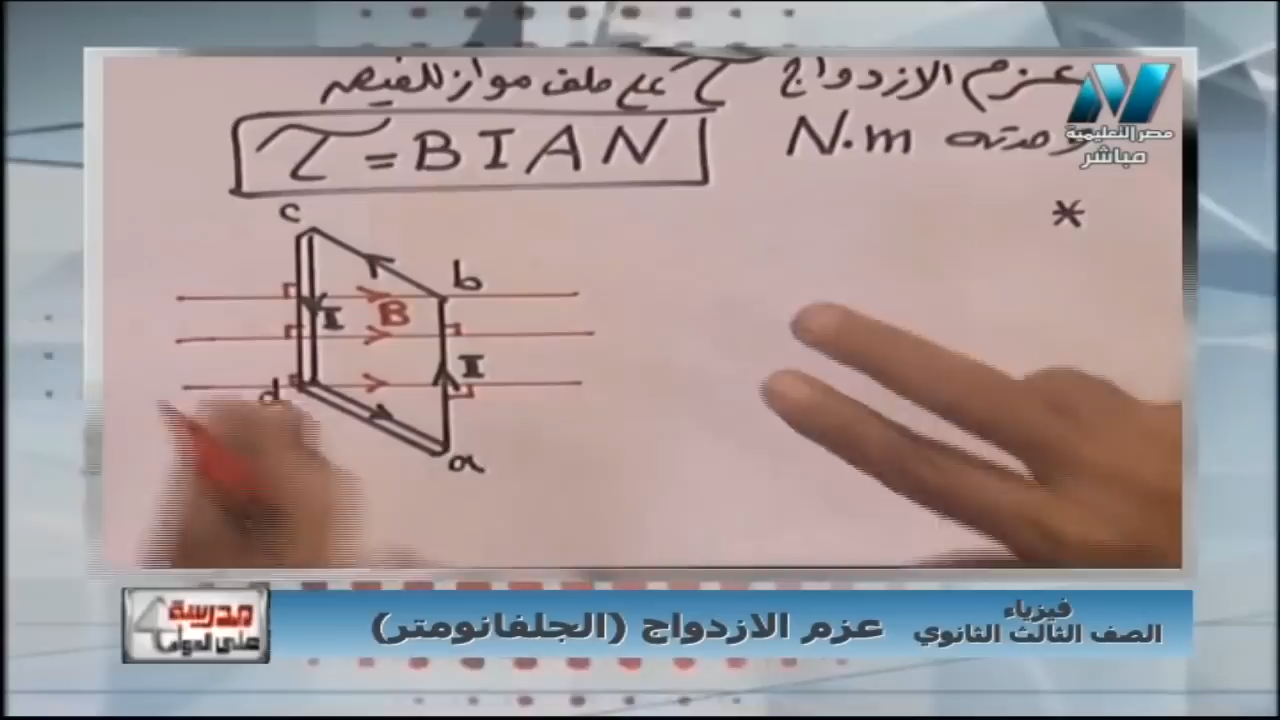 عزم الازدواج τ على ملف موازٍ للفيض
وحدته N.m
τ = B I A N
مصر التعليمية
مباشر
*
c
b
B
I
I
d
a
فيزياء
الصف الثالث الثانوي
عزم الازدواج (الجلفانومتر)
مدرسة
على الهواء